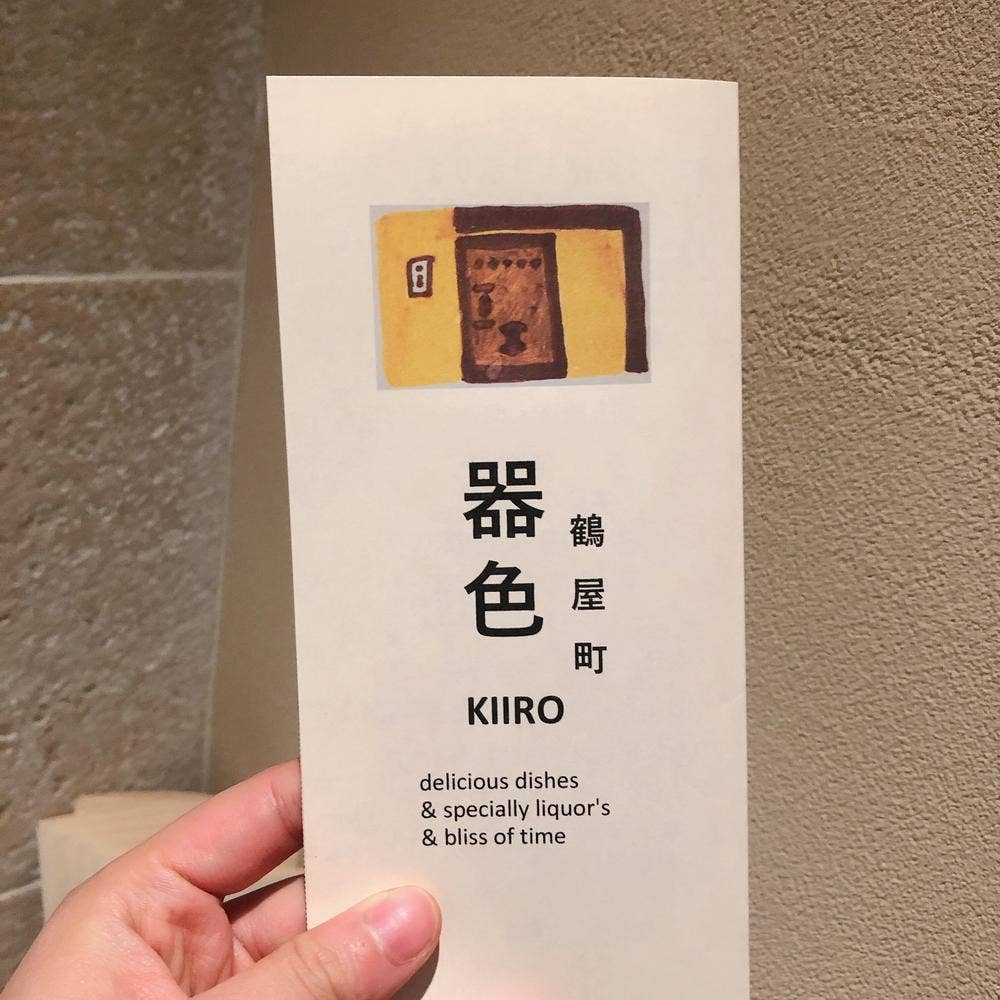 鶴屋町
器色
KIIRO
delicious dishes
& specially liquor's
& bliss of time